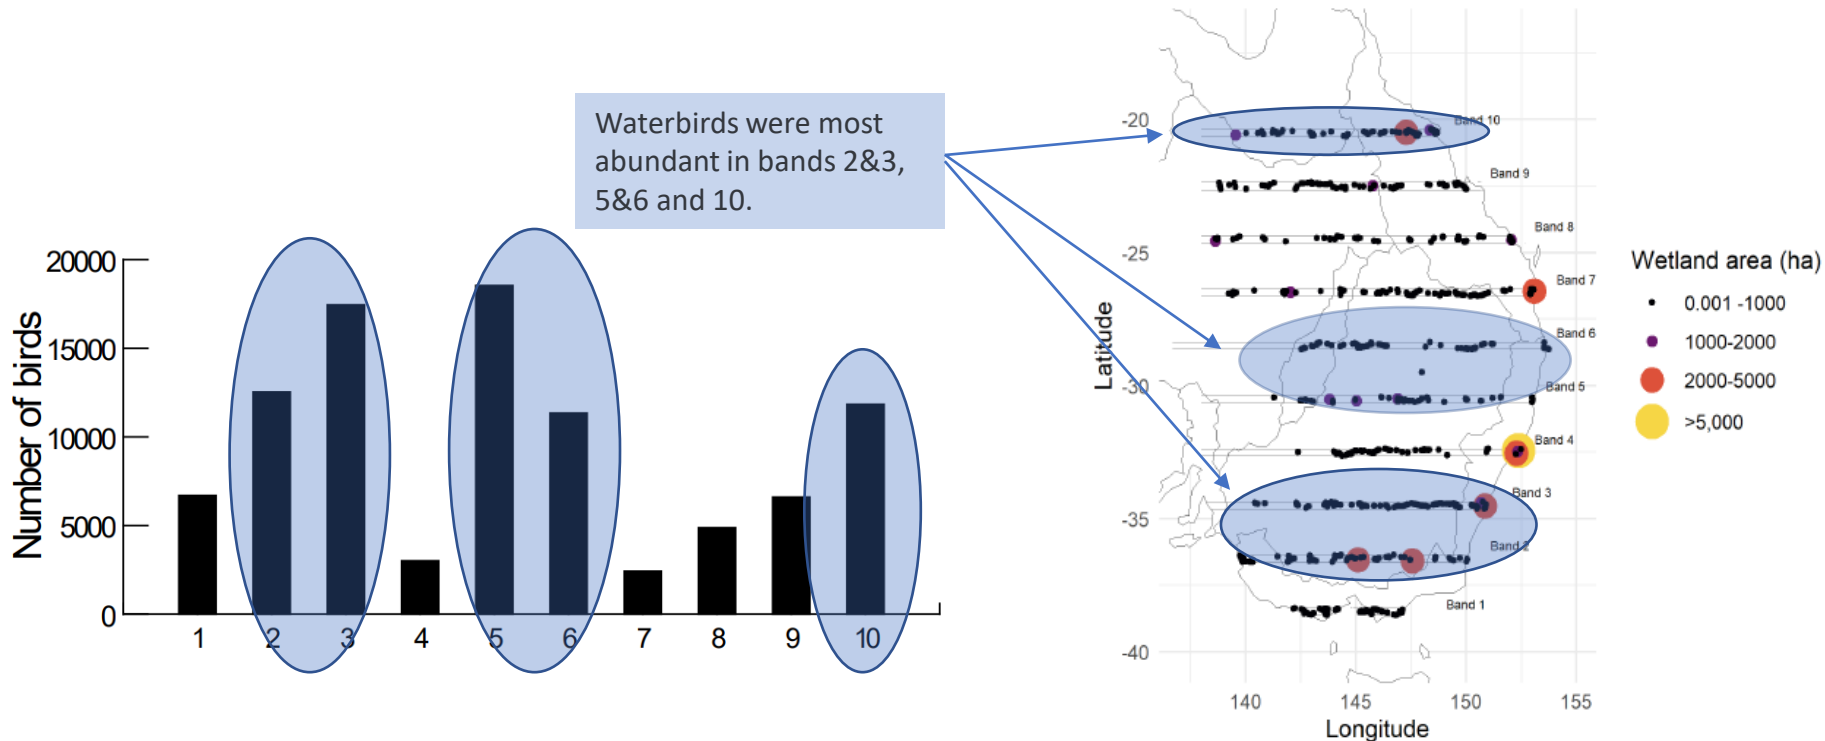 Waterbirds were most
abundant in bands 2&3,
5&6 and 10.
Number of birds
20000
15000
10000
5000
0
1 2 3 4 5 6 7 8 9 10
Latitude
-20
-25
-30
-35
-40
Band 10
Band 9
Band 8
Band 7
Band 6
Band 5
Band 4
Band 3
Band 2
Band 1
140 145 150 155
Longitude
Wetland area (ha)
0.001 -1000
1000-2000
2000-5000
>5,000